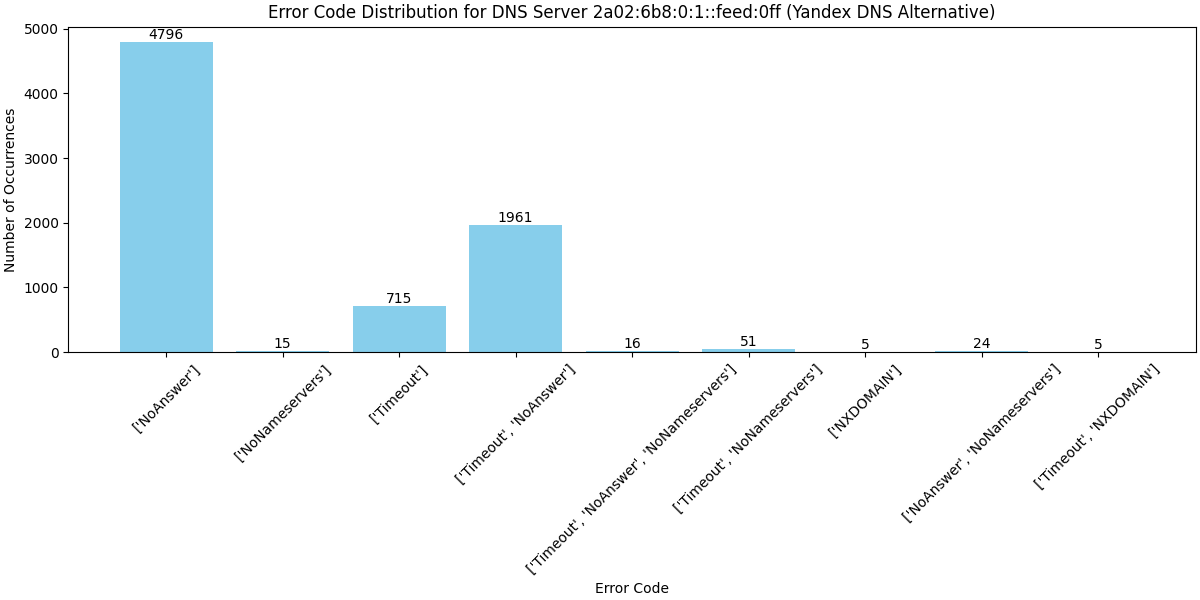 Error Code Distribution for DNS Server 2a02:6b8:0:1::feed:0ff (Yandex DNS Alternative)
Number of Occurrences
5000
4000
3000
2000
1000
0
4796
15
715
1961
16
51
5
24
5
['NoAnswer']
['NoNameservers']
['Timeout']
['Timeout', 'NoAnswer']
['Timeout', 'NoAnswer', 'NoNameservers']
['Timeout', 'NoNameservers']
['NXDOMAIN']
['NoAnswer', 'NoNameservers']
['Timeout', 'NXDOMAIN']
Error Code